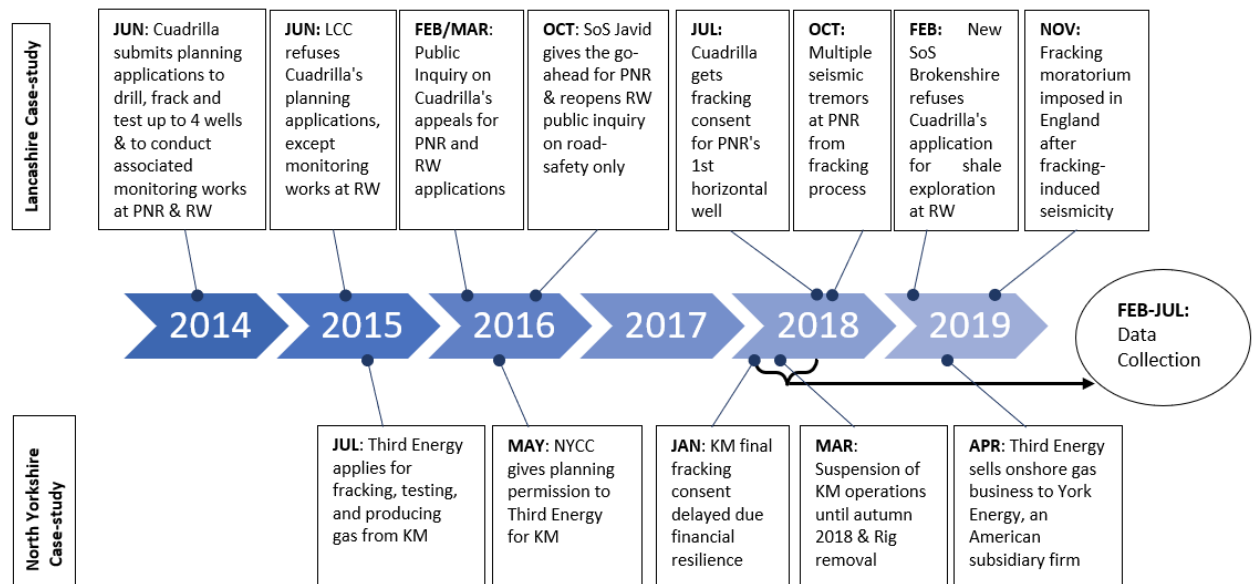 Lancashire Case-study
JUN: Cuadrilla
submits planning
applications to
drill, frack and
test up to 4 wells
& to conduct
associated
monitoring works
at PNR & RW
JUN: LCC
refuses
Cuadrilla's
planning
applications,
except
monitoring
works at RW
FEB/MAR:
Public
Inquiry on
Cuadrilla's
appeals for
PNR and
RW
applications
OCT: SoS Javid
gives the go-
ahead for PNR
& reopens RW
public inquiry
on road-
safety only
JUL:
Cuadrilla
gets
fracking
consent
for PNR's
1st
horizontal
well
OCT:
Multiple
seismic
tremors
at PNR
from
fracking
process
FEB: New
SoS
Brokenshire
refuses
Cuadrilla's
application
for shale
exploration
at RW
NOV:
Fracking
moratorium
imposed in
England
after
fracking-
induced
seismicity
2014
2015
2016
2017
2018
2019
FEB-JUL:
Data
Collection
North Yorkshire
Case-study
JUL: Third Energy
applies for
fracking, testing,
and producing
gas from KM
MAY: NYCC
gives planning
permission to
Third Energy
for KM
JAN: KM final
fracking
consent
delayed due
financial
resilience
MAR:
Suspension of
KM operations
until autumn
2018 & Rig
removal
APR: Third Energy
sells onshore gas
business to York
Energy, an
American
subsidiary firm